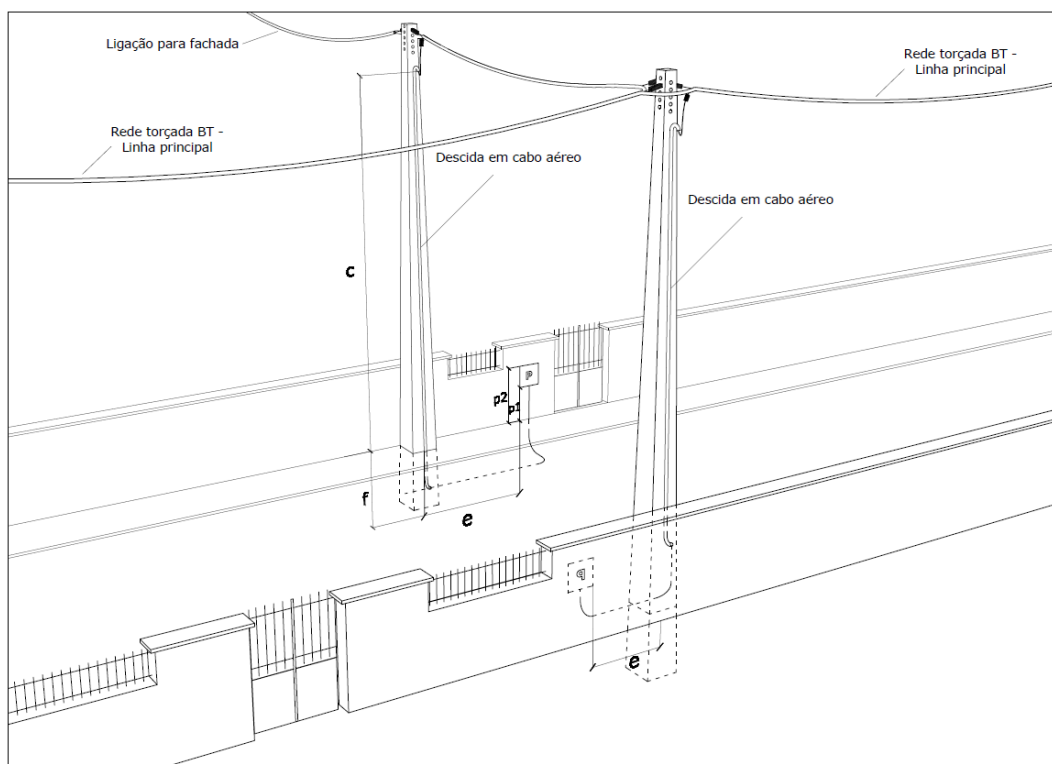 Ligação para fachada
Rede torçada BT -
Linha principal
Rede torçada BT -
Linha principal
Descida em cabo aéreo
Descida em cabo aéreo
c
P
p2
p1
f
e
P
e